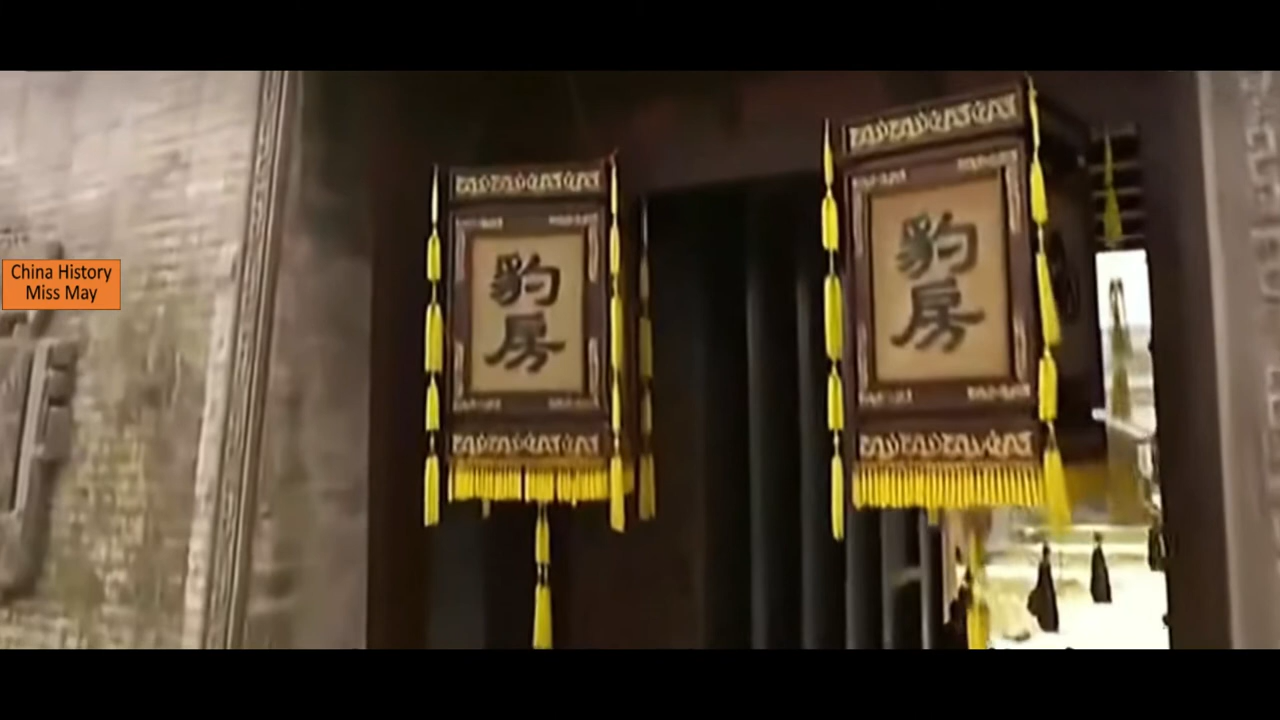 China History
Miss May
豹
房
豹
房